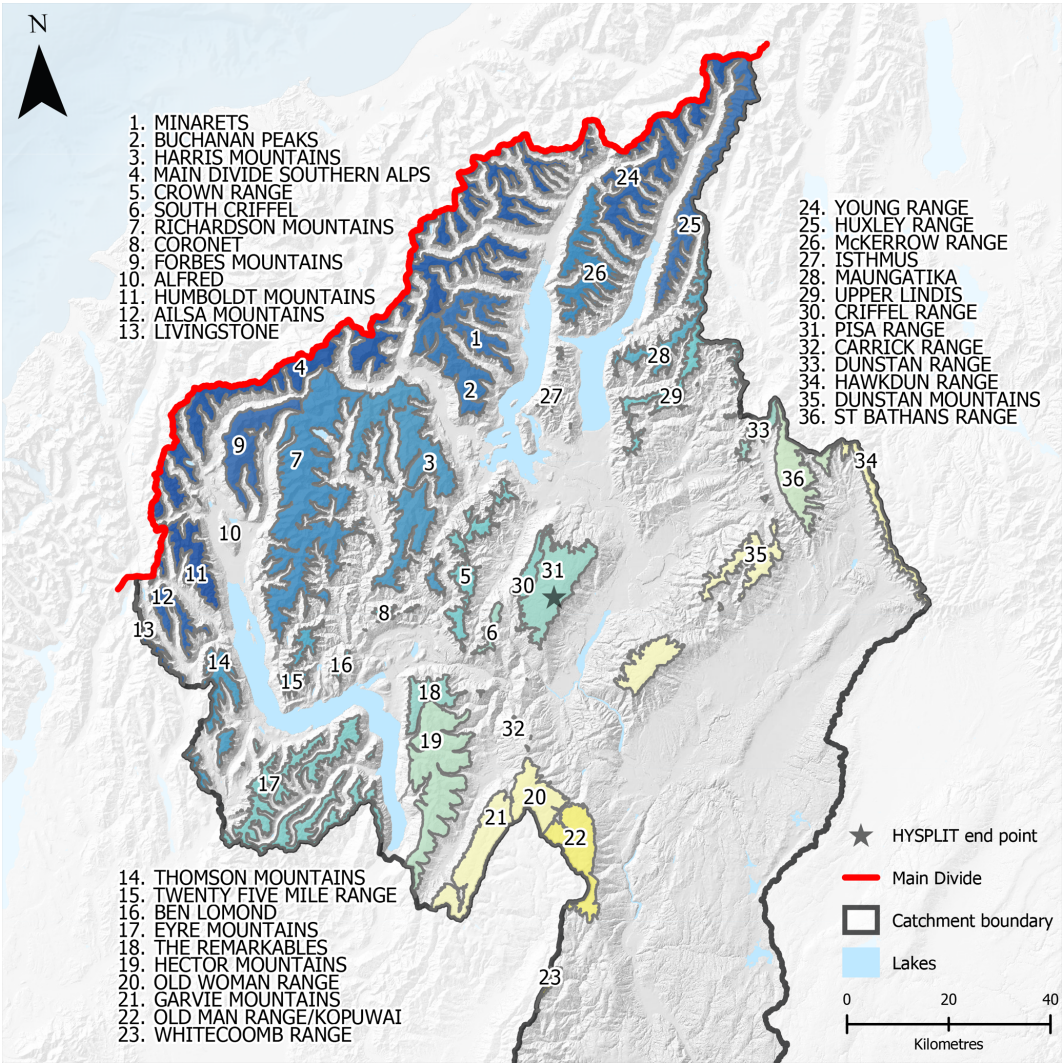 N
1. MINARETS
2. BUCHANAN PEAKS
3. HARRIS MOUNTAINS
4. MAIN DIVIDE SOUTHERN ALPS
5. CROWN RANGE
6. SOUTH CRIFFEL
7. RICHARDSON MOUNTAINS
8. CORONET
9. FORBES MOUNTAINS
10. ALFRED
11. HUMBOLDT MOUNTAINS
12. AILSA MOUNTAINS
13. LIVINGSTONE
24. YOUNG RANGE
25. HUXLEY RANGE
26. McKERROW RANGE
27. ISTHMUS
28. MAUNGATIKA
29. UPPER LINDIS
30. CRIFFEL RANGE
31. PISA RANGE
32. CARRICK RANGE
33. DUNSTAN RANGE
34. HAWKDUN RANGE
35. DUNSTAN MOUNTAINS
36. ST BATHANS RANGE
24
25
26
1
28
4
2
27
29
33
9
7
3
34
36
10
35
11
5
30
31
12
8
13
6
14
16
15
18
32
19
17
20
21
22
23
14. THOMSON MOUNTAINS
15. TWENTY FIVE MILE RANGE
16. BEN LOMOND
17. EYRE MOUNTAINS
18. THE REMARKABLES
19. HECTOR MOUNTAINS
20. OLD WOMAN RANGE
21. GARVIE MOUNTAINS
22. OLD MAN RANGE/KOPUWAI
23. WHITECOOMB RANGE
HYSPLIT end point
Main Divide
Catchment boundary
Lakes
0 20 40
Kilometres